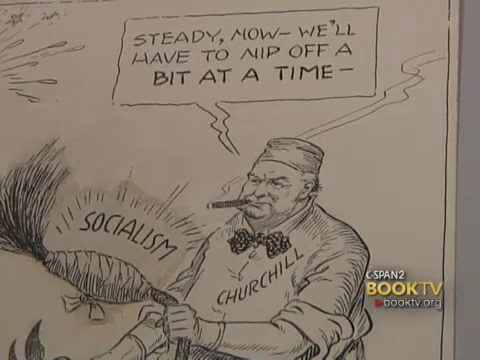 STEADY, NOW- WE'LL
HAVE TO NIP OFF A
BIT AT A TIME-
SOCIALISM
CHURCHILL
C-SPAN2
BOOKTV
booktv.org